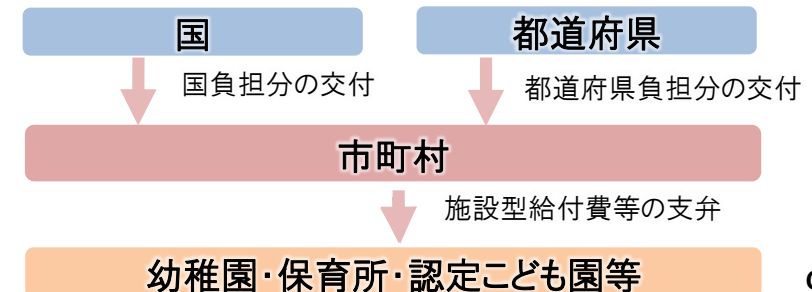 国
都道府県
国負担分の交付
都道府県負担分の交付
市町村
施設型給付費等の支弁
幼稚園・保育所・認定こども園等